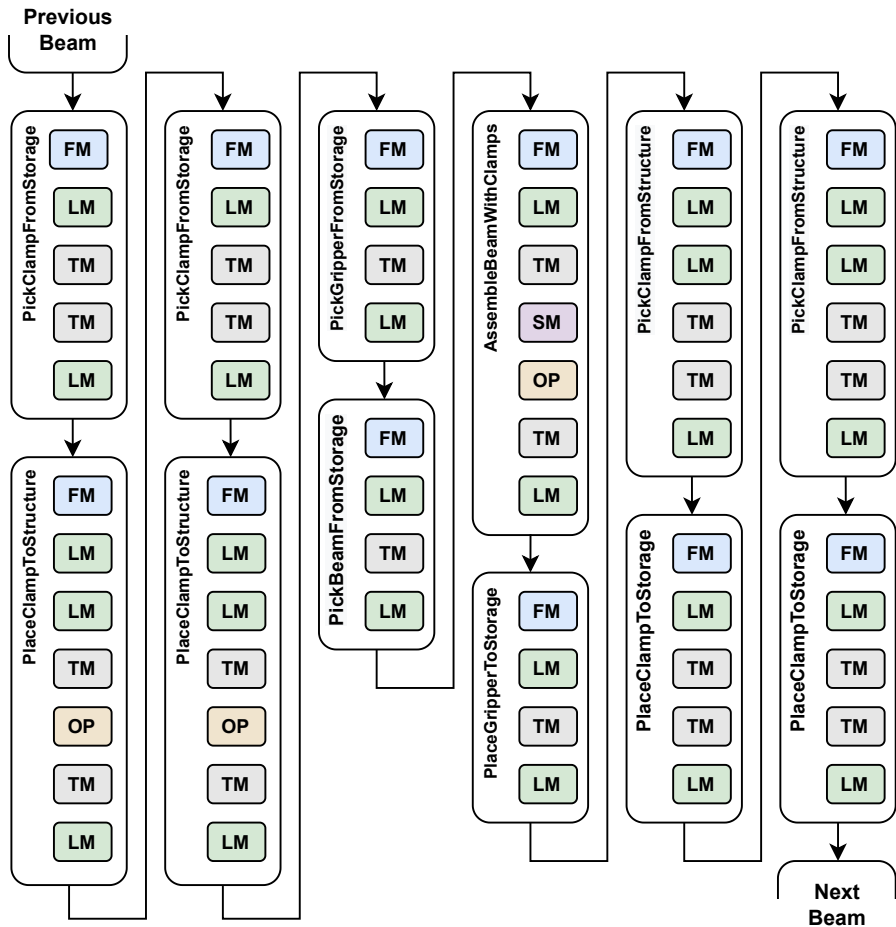 Previous
Beam
PickClampFromStorage
FM
LM
TM
TM
LM
PlaceClampToStructure
FM
LM
LM
TM
OP
TM
LM
PickClampFromStorage
FM
LM
TM
TM
LM
PlaceClampToStructure
FM
LM
LM
TM
OP
TM
LM
PickGripperFromStorage
FM
LM
TM
LM
PickBeamFromStorage
FM
LM
TM
LM
AssembleBeamWithClamps
FM
LM
TM
SM
OP
TM
LM
PlaceGripperToStorage
FM
LM
TM
LM
PickClampFromStructure
FM
LM
LM
TM
TM
LM
PlaceClampToStorage
FM
LM
TM
TM
LM
PickClampFromStructure
FM
LM
LM
TM
TM
LM
PlaceClampToStorage
FM
LM
TM
TM
LM
Next
Beam